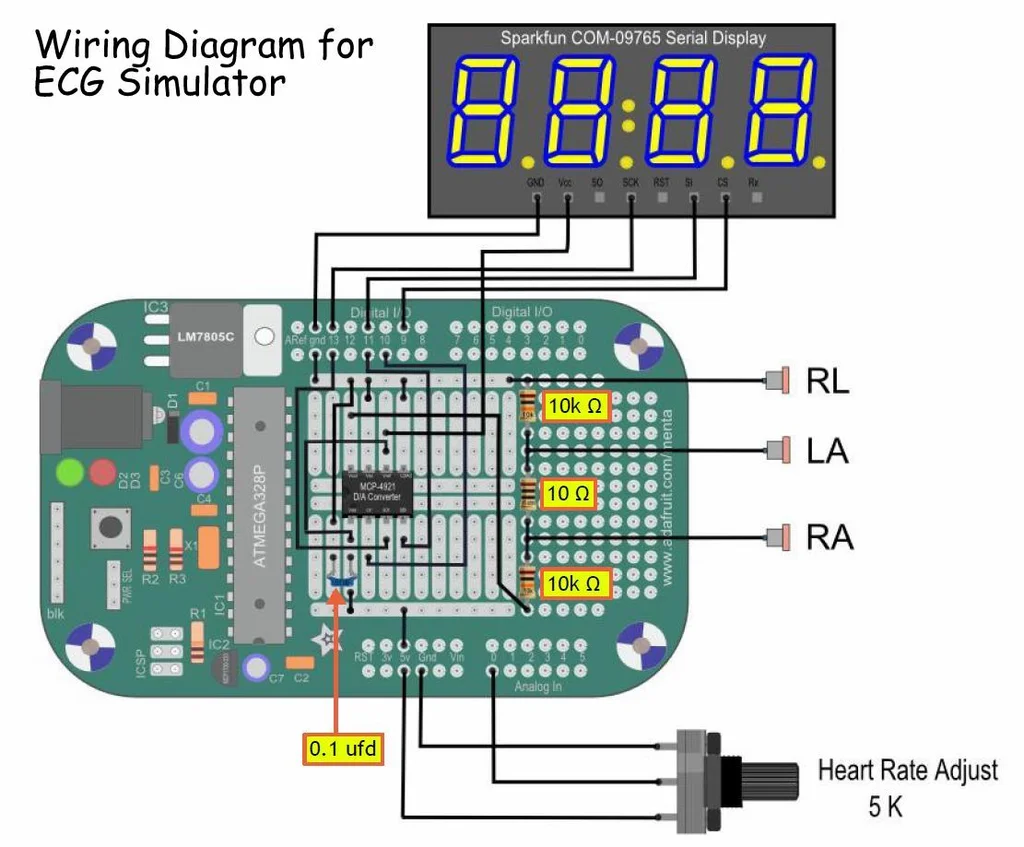 Wiring Diagram for
ECG Simulator
Sparkfun COM-09765 Serial Display
GND Vcc SO SCK RST SI CS Rx
IC3
LM7805C
Digital I/O
Digital I/O
ARef gnd 13 12 11 10 9 8
7 6 5 4 3 2 1 0
C1
D1
D2
D3
C3
C6
C4
ATMEGA328P
MCP-4921
D/A Converter
RL
10k Ω
LA
10 Ω
RA
10k Ω
www.adafruit.com/menta
X1
R2 R3
PWR SEL
blk
IC1
R1
IC2
ICSP
C7 C2
RST 3v 5v Gnd Vin
0 1 2 3 4 5
Analog In
0.1 ufd
Heart Rate Adjust
5 K